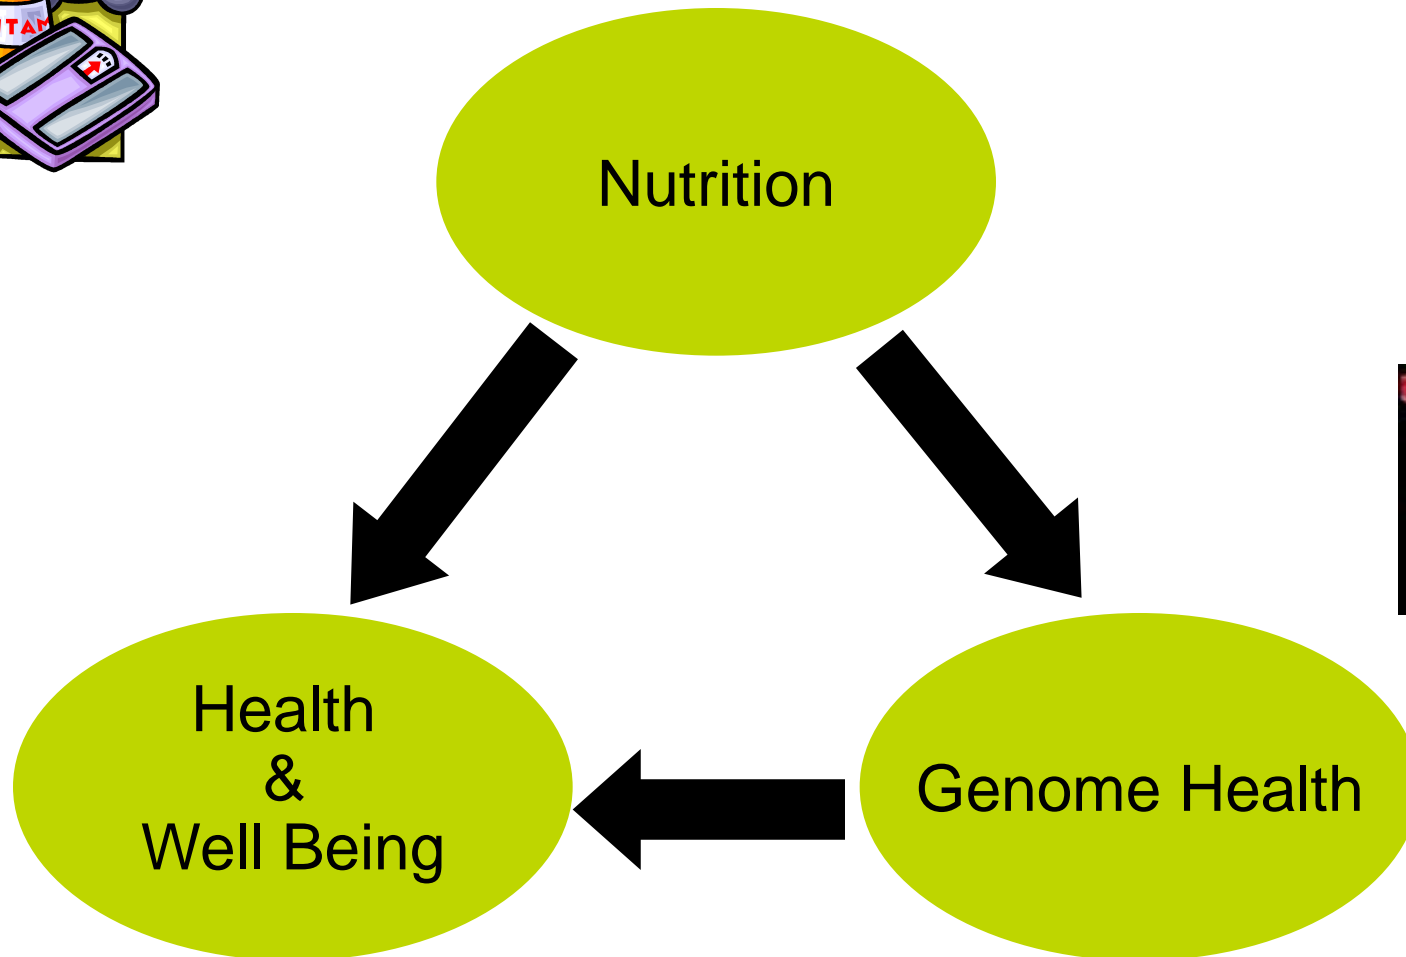 Nutrition
Health
&
Well Being
Genome Health